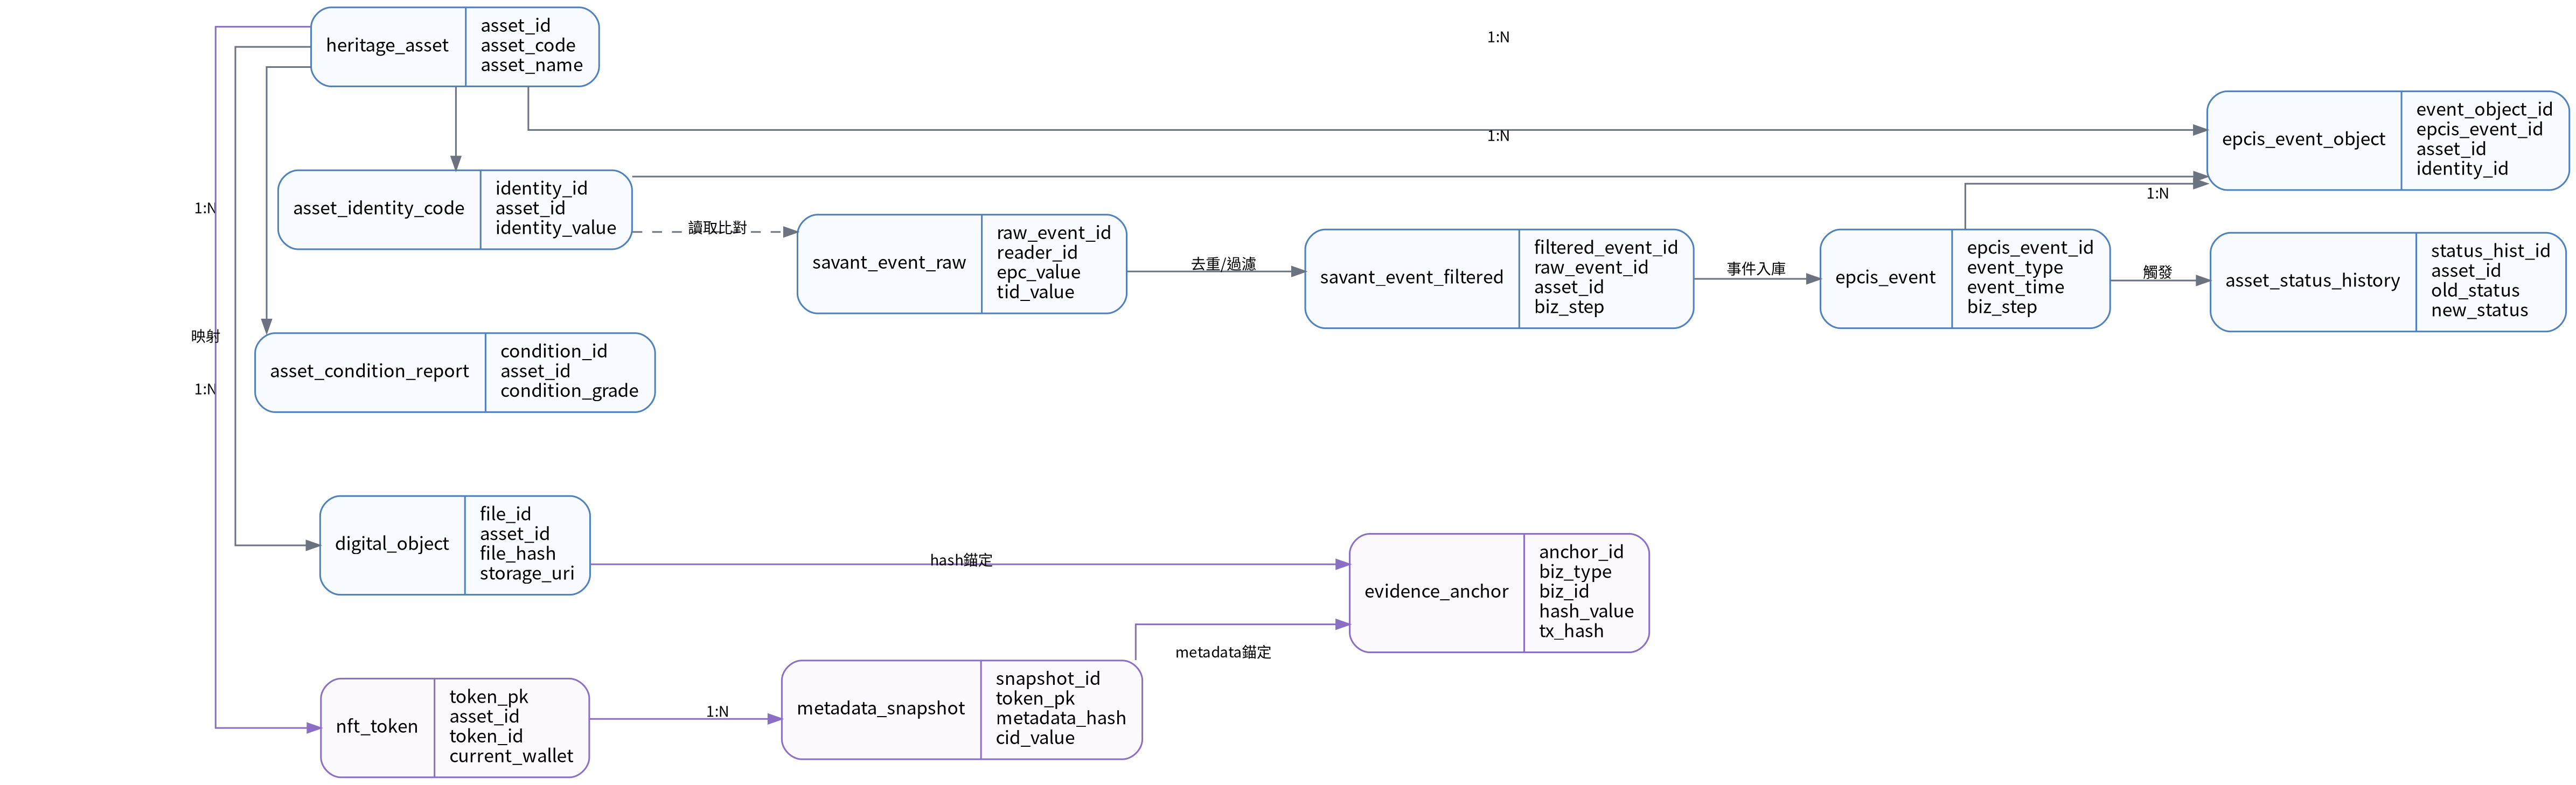 heritage_asset
asset_id
asset_code
asset_name
1:N
1:N
epcis_event_object
event_object_id
epcis_event_id
asset_id
identity_id
asset_identity_code
identity_id
asset_id
identity_value
1:N
讀取比對
savant_event_raw
raw_event_id
reader_id
epc_value
tid_value
去重/過濾
savant_event_filtered
filtered_event_id
raw_event_id
asset_id
biz_step
事件入庫
epcis_event
epcis_event_id
event_type
event_time
biz_step
1:N
觸發
asset_status_history
status_hist_id
asset_id
old_status
new_status
映射
1:N
asset_condition_report
condition_id
asset_id
condition_grade
digital_object
file_id
asset_id
file_hash
storage_uri
hash錨定
evidence_anchor
anchor_id
biz_type
biz_id
hash_value
tx_hash
metadata錨定
nft_token
token_pk
asset_id
token_id
current_wallet
1:N
metadata_snapshot
snapshot_id
token_pk
metadata_hash
cid_value